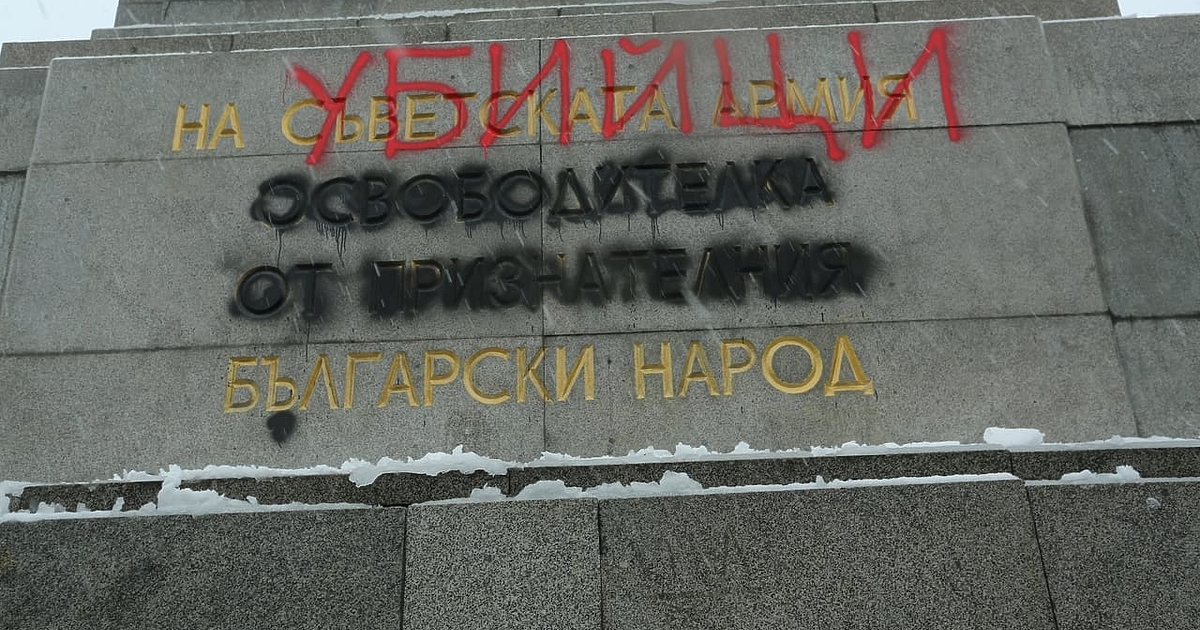 УБИЙЦИ
НА СЪВЕТСКАТА АРМИЯ
ОСВОБОДИТЕЛКА
ОТ ПРИЗНАТЕЛНИЯ
БЪЛГАРСКИ НАРОД